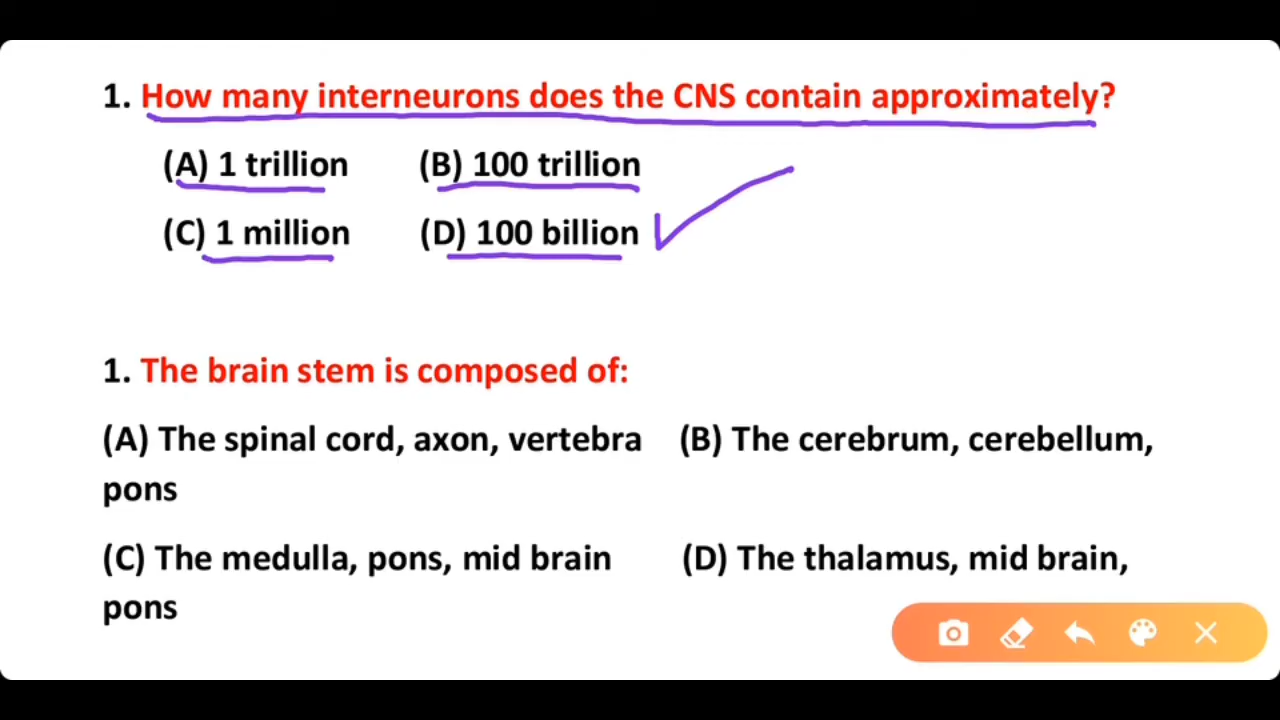 1. How many interneurons does the CNS contain approximately?
(A) 1 trillion (B) 100 trillion
(C) 1 million (D) 100 billion
1. The brain stem is composed of:
(A) The spinal cord, axon, vertebra (B) The cerebrum, cerebellum,
pons
(C) The medulla, pons, mid brain (D) The thalamus, mid brain,
pons